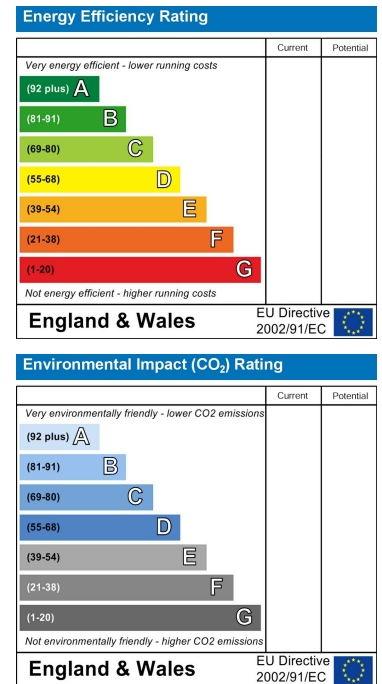 Energy Efficiency Rating
Current Potential
Very energy efficient - lower running costs
(92 plus) A
(81-91) B
(69-80) C
(55-68) D
(39-54) E
(21-38) F
(1-20) G
Not energy efficient - higher running costs
England & Wales
EU Directive
2002/91/EC
Environmental Impact (CO₂) Rating
Current Potential
Very environmentally friendly - lower CO2 emissions
(92 plus) A
(81-91) B
(69-80) C
(55-68) D
(39-54) E
(21-38) F
(1-20) G
Not environmentally friendly - higher CO2 emissions
England & Wales
EU Directive
2002/91/EC